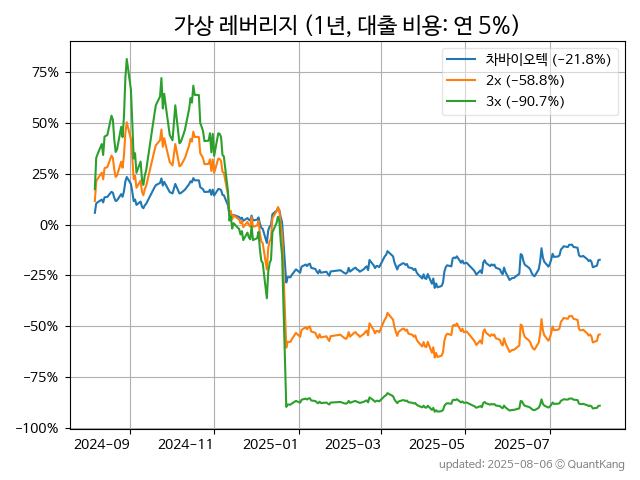 가상 레버리지 (1년, 대출 비용: 연 5%)
차바이오텍 (−21.8%)
2x (−58.8%)
3x (−90.7%)
75%
50%
25%
0%
−25%
−50%
−75%
−100%
2024-09 2024-11 2025-01 2025-03 2025-05 2025-07
updated: 2025-08-06 © QuantKang